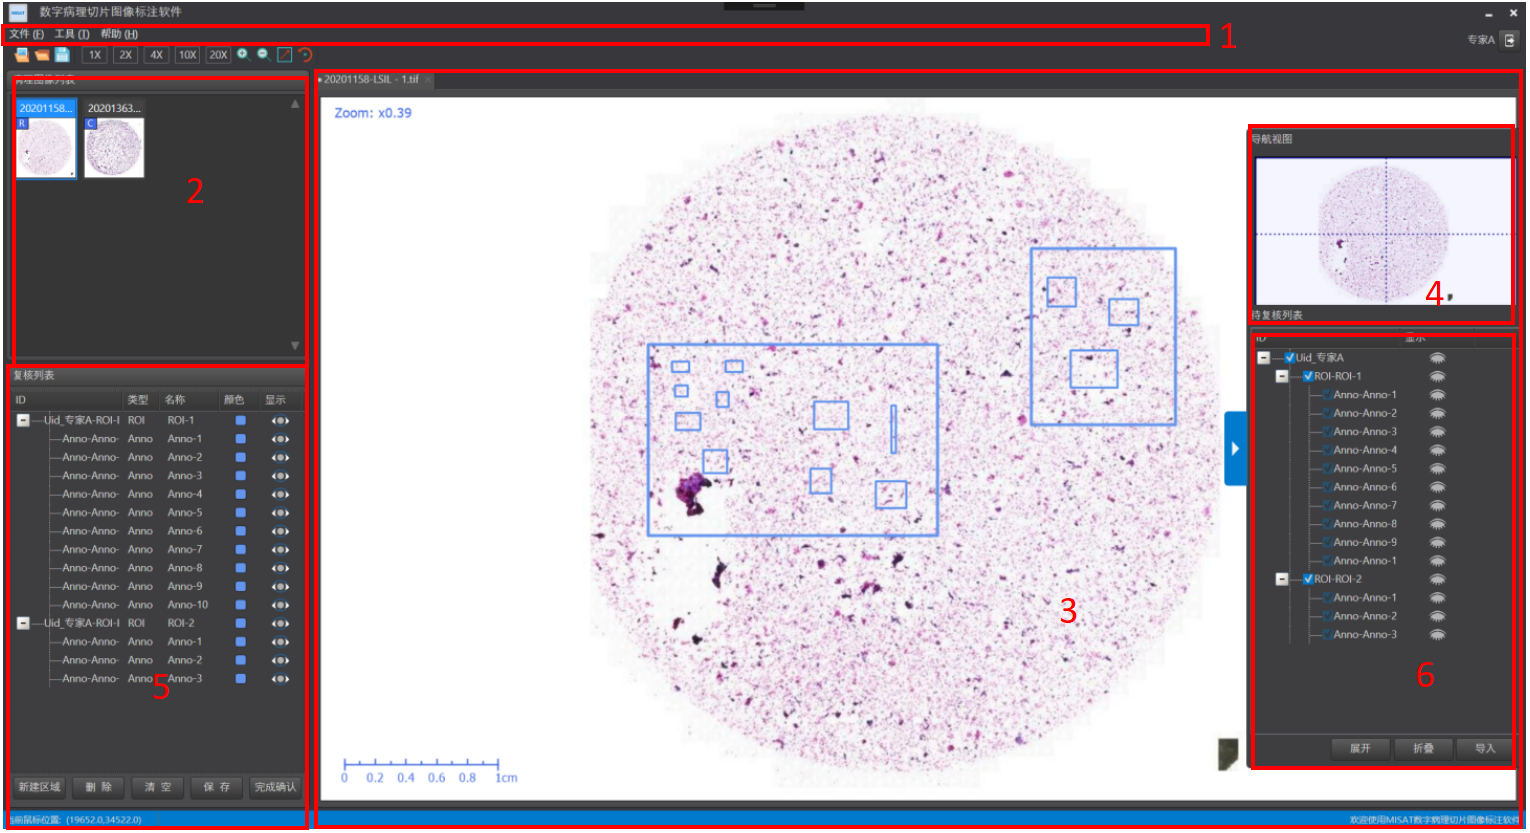 MISAT 数字病理切片图像标注软件
文件 (F) 工具 (T) 帮助 (H)
1
专家A
1X 2X 4X 10X 20X
病理图像列表
20201158-LSIL - 1.tif
20201158... 20201363...
R C
2
Zoom: x0.39
导航视图
4
待复核列表
复核列表
ID 类型 名称 颜色 显示
Uid_专家A-ROI-I ROI ROI-1
Anno-Anno- Anno Anno-1
Anno-Anno- Anno Anno-2
Anno-Anno- Anno Anno-3
Anno-Anno- Anno Anno-4
Anno-Anno- Anno Anno-5
Anno-Anno- Anno Anno-6
Anno-Anno- Anno Anno-7
Anno-Anno- Anno Anno-8
Anno-Anno- Anno Anno-9
Anno-Anno- Anno Anno-10
Uid_专家A-ROI-I ROI ROI-2
Anno-Anno- Anno Anno-1
Anno-Anno- Anno Anno-2
Anno-Anno- Anno Anno-3
5
新建区域 删 除 清 空 保 存 完成确认
3
0 0.2 0.4 0.6 0.8 1cm
ID 显示
Uid_专家A
ROI-ROI-1
Anno-Anno-1
Anno-Anno-2
Anno-Anno-3
Anno-Anno-4
Anno-Anno-5
Anno-Anno-6
Anno-Anno-7
Anno-Anno-8
Anno-Anno-9
Anno-Anno-1
ROI-ROI-2
Anno-Anno-1
Anno-Anno-2
Anno-Anno-3
6
展开 折叠 导入
当前鼠标位置: (19652.0,34522.0)
欢迎使用MISAT数字病理切片图像标注软件